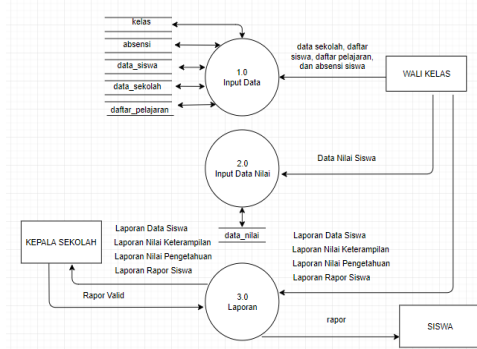 kelas
absensi
data_siswa
data_sekolah
daftar_pelajaran
1.0
Input Data
data sekolah, daftar
siswa, daftar pelajaran,
dan absensi siswa
WALI KELAS
2.0
Input Data Nilai
Data Nilai Siswa
data_nilai
KEPALA SEKOLAH
Laporan Data Siswa
Laporan Nilai Keterampilan
Laporan Nilai Pengetahuan
Laporan Rapor Siswa
Laporan Data Siswa
Laporan Nilai Keterampilan
Laporan Nilai Pengetahuan
Laporan Rapor Siswa
Rapor Valid
3.0
Laporan
rapor
SISWA